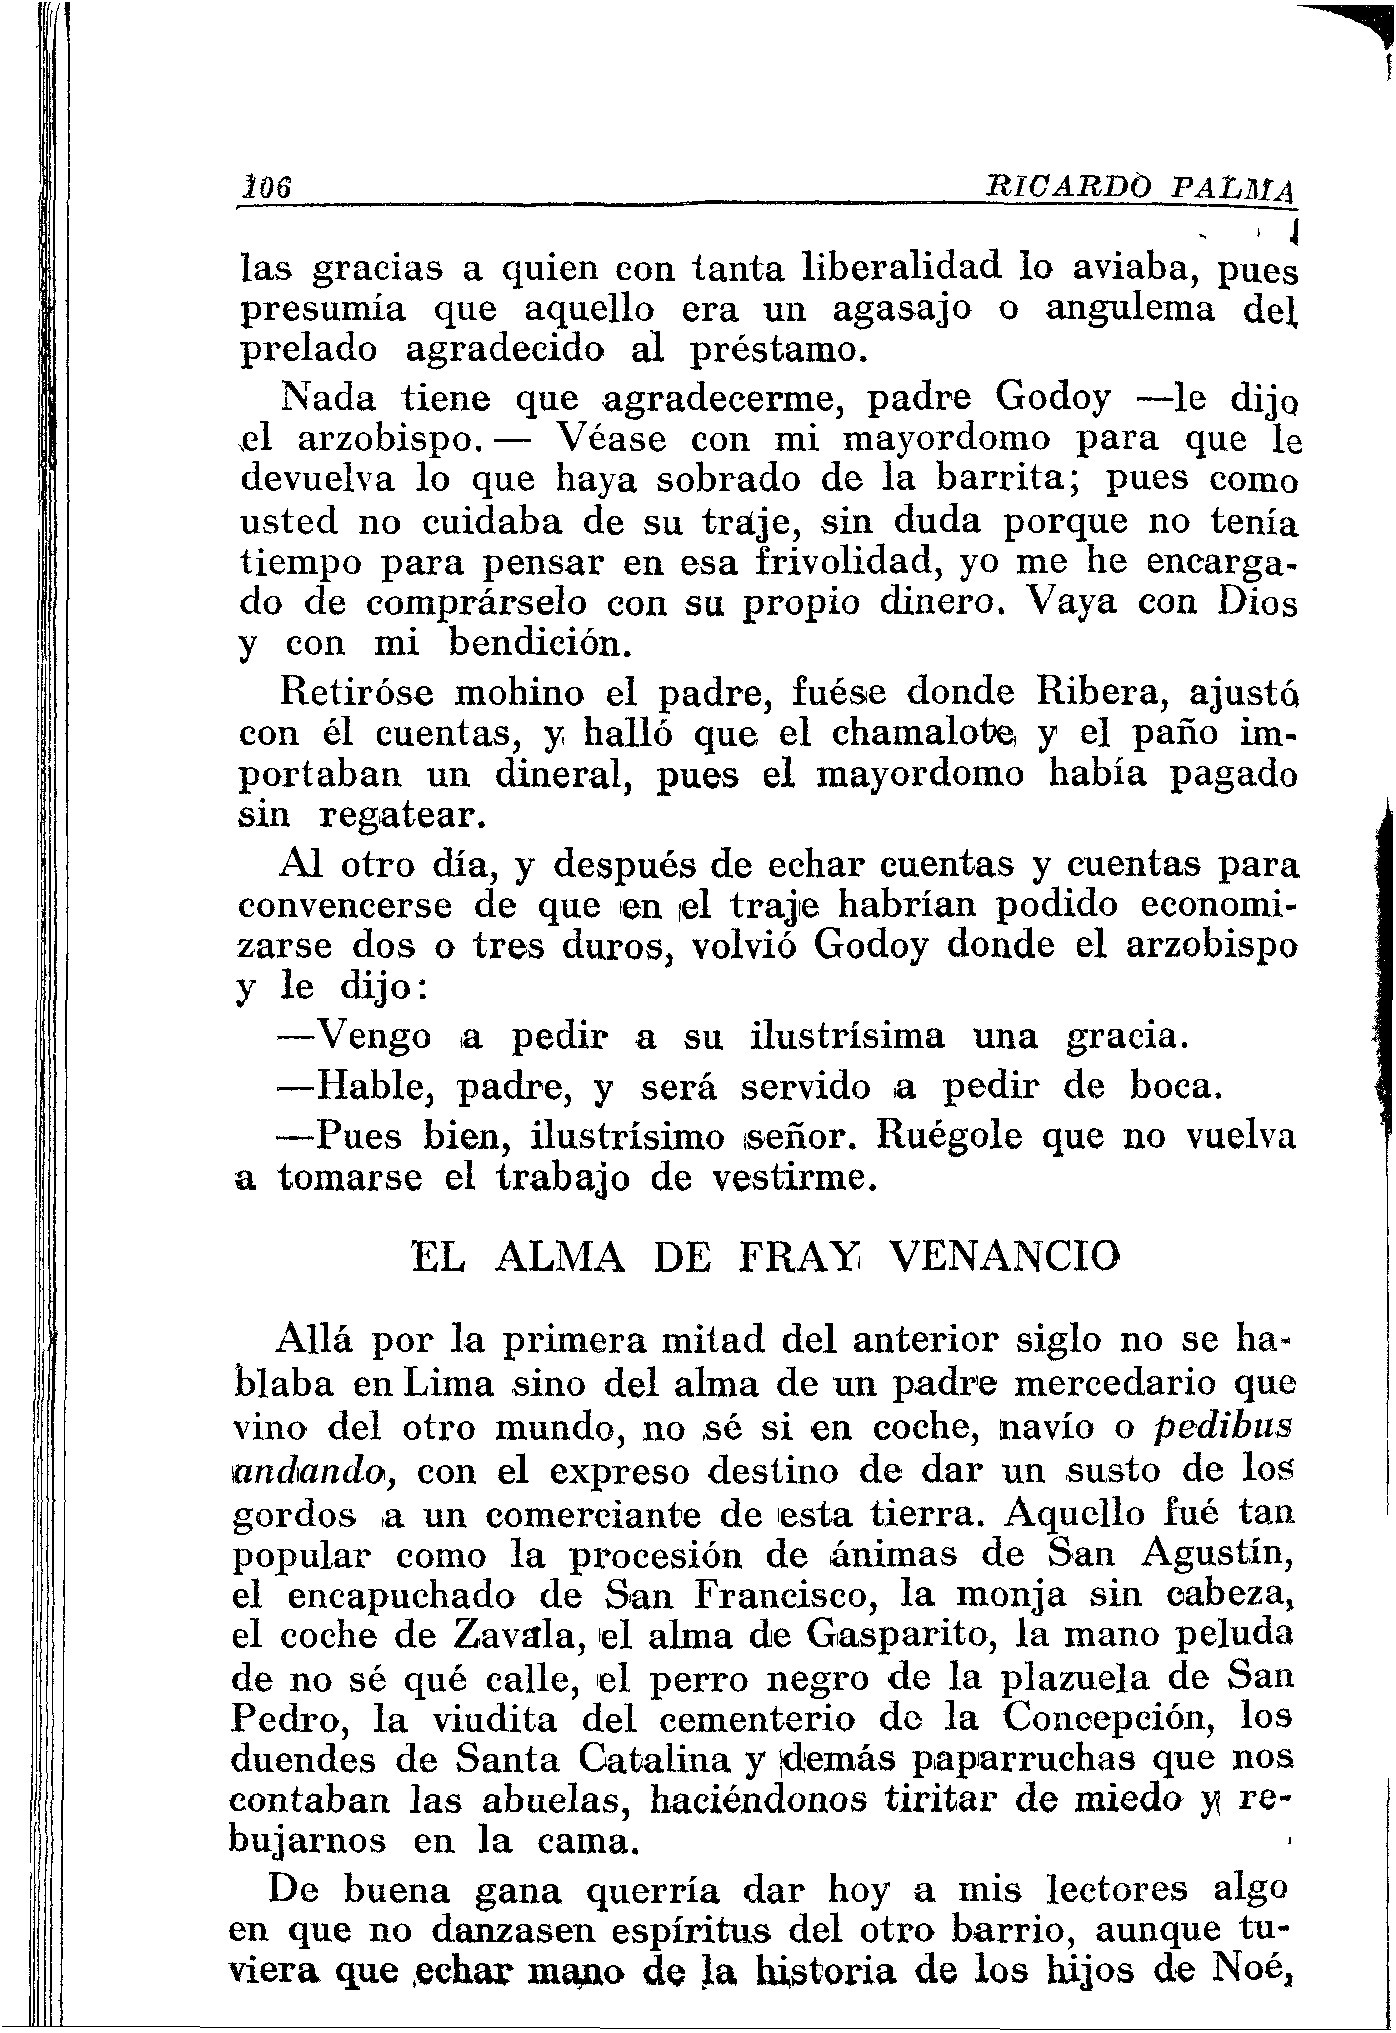 106 RICARDO PALMA
las gracias a quien con tanta liberalidad lo aviaba, pues
presumía que aquello era un agasajo o angulema del
prelado agradecido al préstamo.
Nada tiene que agradecerme, padre Godoy —le dijo
el arzobispo.— Véase con mi mayordomo para que le
devuelva lo que haya sobrado de la barrita; pues como
usted no cuidaba de su traje, sin duda porque no tenía
tiempo para pensar en esa frivolidad, yo me he encarga-
do de comprárselo con su propio dinero. Vaya con Dios
y con mi bendición.
Retiróse mohino el padre, fuése donde Ribera, ajustó
con él cuentas, y halló que el chamalote y el paño im-
portaban un dineral, pues el mayordomo había pagado
sin regatear.
Al otro día, y después de echar cuentas y cuentas para
convencerse de que en el traje habrían podido economi-
zarse dos o tres duros, volvió Godoy donde el arzobispo
y le dijo:
—Vengo a pedir a su ilustrísima una gracia.
—Hable, padre, y será servido a pedir de boca.
—Pues bien, ilustrísimo señor. Ruégole que no vuelva
a tomarse el trabajo de vestirme.
EL ALMA DE FRAY VENANCIO
Allá por la primera mitad del anterior siglo no se ha-
blaba en Lima sino del alma de un padre mercedario que
vino del otro mundo, no sé si en coche, navío o pedibus
andando, con el expreso destino de dar un susto de los
gordos a un comerciante de esta tierra. Aquello fué tan
popular como la procesión de ánimas de San Agustín,
el encapuchado de San Francisco, la monja sin cabeza,
el coche de Zavala, el alma de Gasparito, la mano peluda
de no sé qué calle, el perro negro de la plazuela de San
Pedro, la viudita del cementerio de la Concepción, los
duendes de Santa Catalina y demás paparruchas que nos
contaban las abuelas, haciéndonos tiritar de miedo y re-
bujarnos en la cama.
De buena gana querría dar hoy a mis lectores algo
en que no danzasen espíritus del otro barrio, aunque tu-
viera que echar mano de la historia de los hijos de Noé,